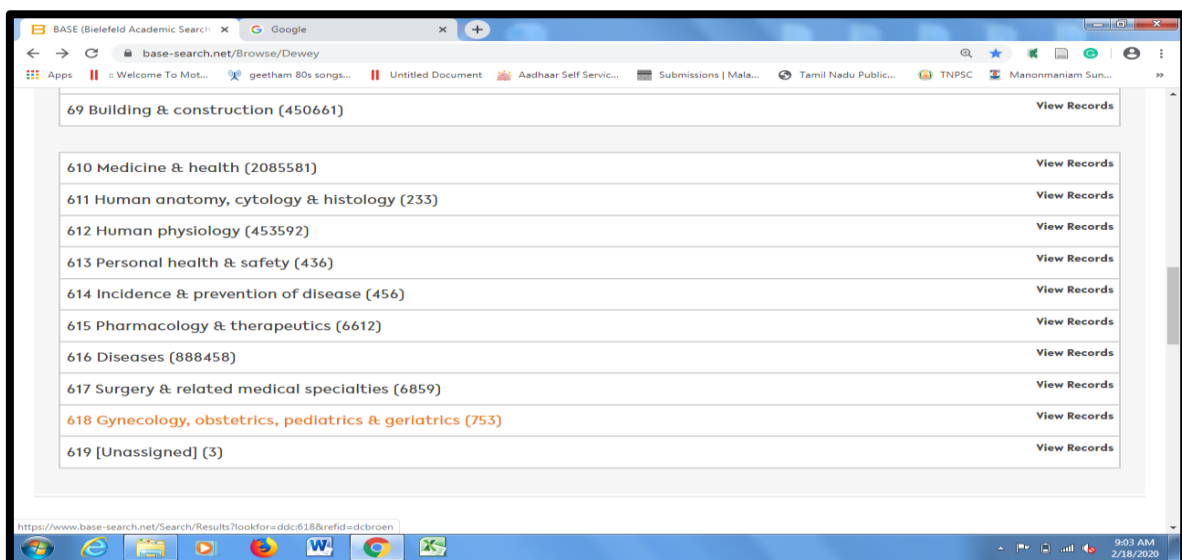 BASE (Bielefeld Academic Search
Google
base-search.net/Browse/Dewey
Apps
:: Welcome To Mot...
geetham 80s songs...
Untitled Document
Aadhaar Self Servic...
Submissions | Mala...
Tamil Nadu Public...
TNPSC
Manonmaniam Sun...
69 Building & construction (450661) View Records
610 Medicine & health (2085581) View Records
611 Human anatomy, cytology & histology (233) View Records
612 Human physiology (453592) View Records
613 Personal health & safety (436) View Records
614 Incidence & prevention of disease (456) View Records
615 Pharmacology & therapeutics (6612) View Records
616 Diseases (888458) View Records
617 Surgery & related medical specialties (6859) View Records
618 Gynecology, obstetrics, pediatrics & geriatrics (753) View Records
619 [Unassigned] (3) View Records
https://www.base-search.net/Search/Results?lookfor=ddc:618&refid=dcbroen
9:03 AM
2/18/2020